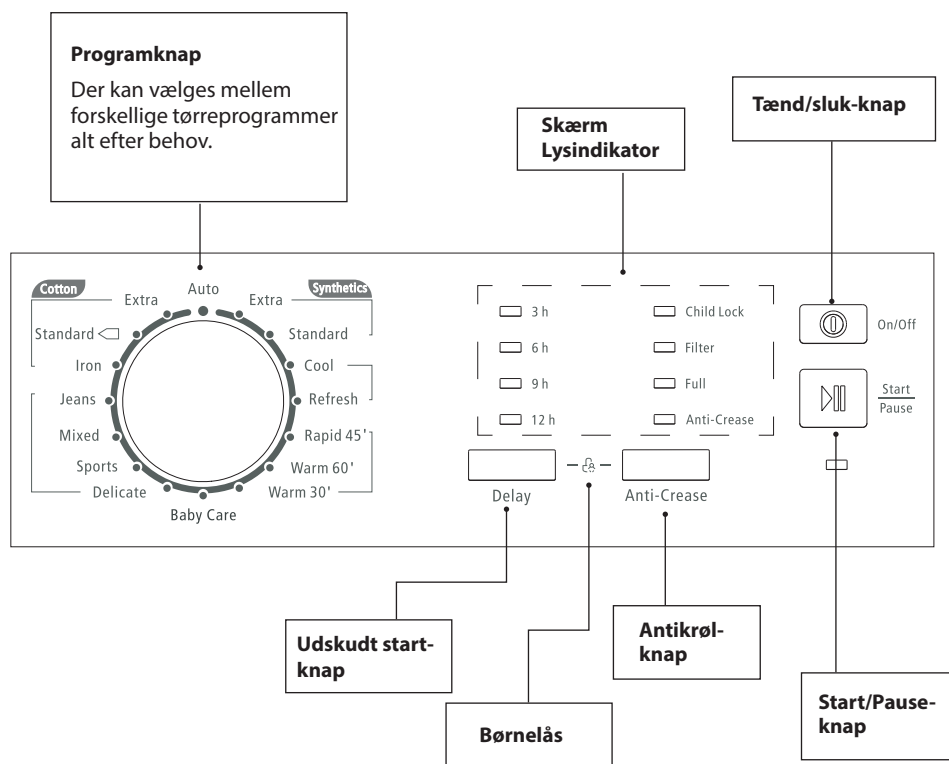 Programknap
Der kan vælges mellem
forskellige tørreprogrammer
alt efter behov.
Skærm
Lysindikator
Tænd/sluk-knap
Cotton
Synthetics
Auto
Extra
Extra
Standard
Standard
Iron
Cool
Jeans
Refresh
Mixed
Rapid 45'
Sports
Warm 60'
Delicate
Warm 30'
Baby Care
3 h
6 h
9 h
12 h
Child Lock
Filter
Full
Anti-Crease
Delay
Anti-Crease
On/Off
Start
Pause
Udskudt start-
knap
Børnelås
Antikrøl-
knap
Start/Pause-
knap